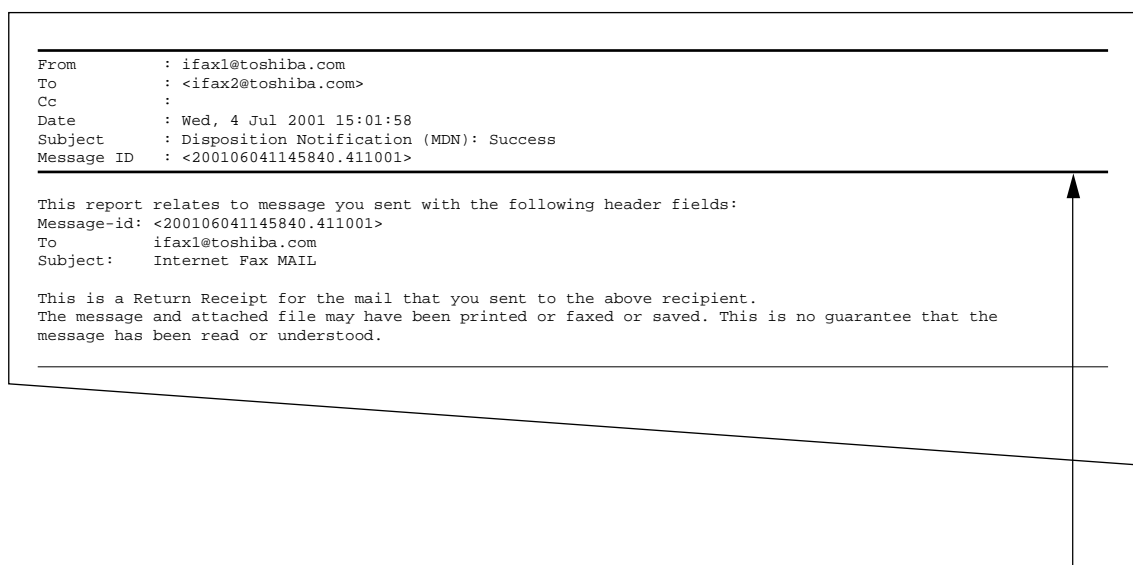 From : ifax1@toshiba.com
To : <ifax2@toshiba.com>
Cc :
Date : Wed, 4 Jul 2001 15:01:58
Subject : Disposition Notification (MDN): Success
Message ID : <200106041145840.411001>
This report relates to message you sent with the following header fields:
Message-id: <200106041145840.411001>
To ifax1@toshiba.com
Subject: Internet Fax MAIL
This is a Return Receipt for the mail that you sent to the above recipient.
The message and attached file may have been printed or faxed or saved. This is no guarantee that the
message has been read or understood.